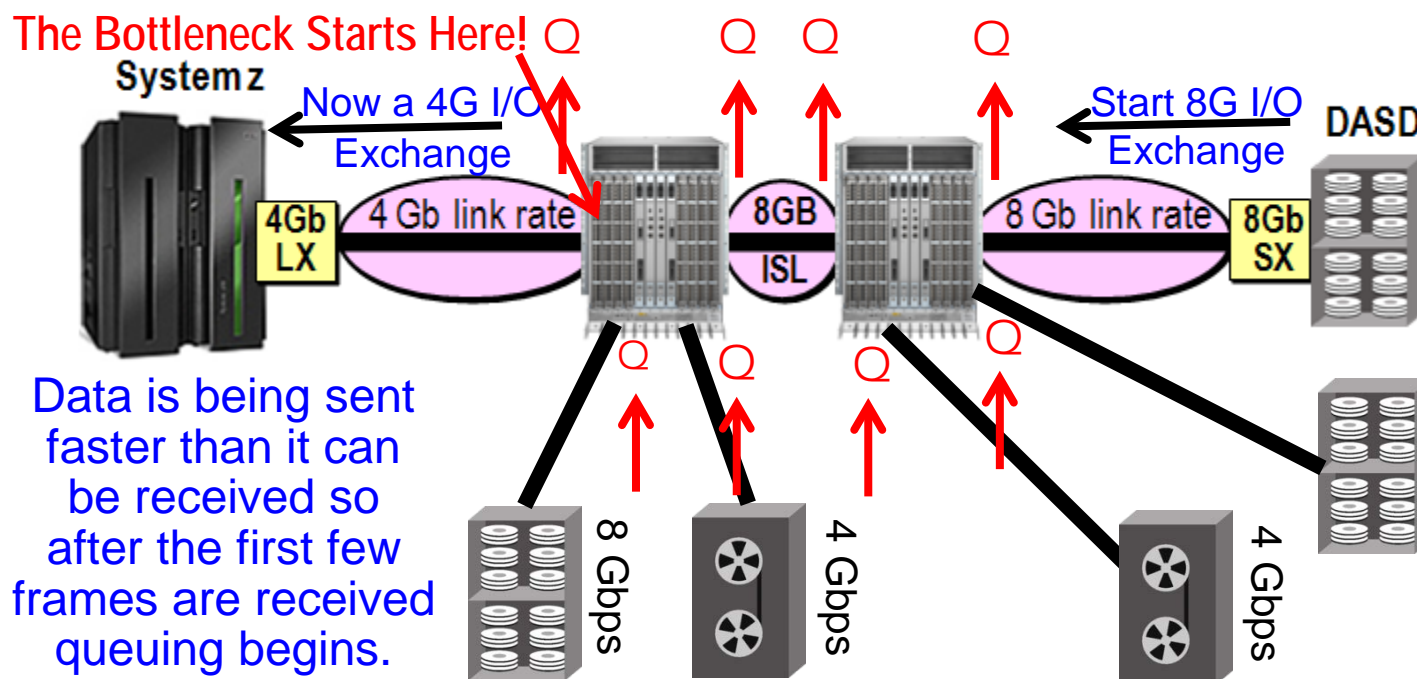 The Bottleneck Starts Here!
Q
Q
Q
Q
System z
Now a 4G I/O
Exchange
Start 8G I/O
Exchange
DASD
4Gb
LX
4 Gb link rate
8GB
ISL
8 Gb link rate
8Gb
SX
Q
Q
Q
Q
Data is being sent
faster than it can
be received so
after the first few
frames are received
queuing begins.
8 Gbps
4 Gbps
4 Gbps